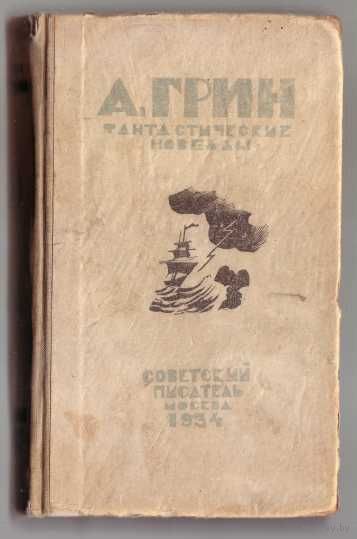 А. ГРИН
ФАНТАСТИЧЕСКИЕ
НОВЕЛЛЫ
СОВЕТСКИЙ
ПИСАТЕЛЬ
МОСКВА
1934